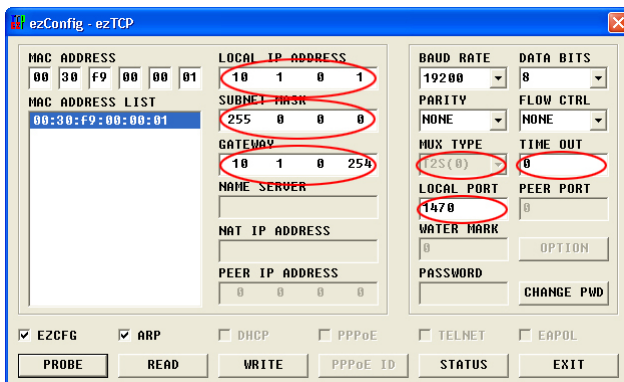 ezConfig - ezTCP
MAC ADDRESS
00 30 f9 00 00 01
MAC ADDRESS LIST
00:30:f9:00:00:01
LOCAL IP ADDRESS
10 1 0 1
SUBNET MASK
255 0 0 0
GATEWAY
10 1 0 254
NAME SERVER
NAT IP ADDRESS
PEER IP ADDRESS
0 0 0 0
BAUD RATE DATA BITS
19200 8
PARITY FLOW CTRL
NONE NONE
MUX TYPE TIME OUT
T2S(0) 0
LOCAL PORT PEER PORT
1470 0
WATER MARK
0 OPTION
PASSWORD
CHANGE PWD
EZCFG ARP DHCP PPPoE TELNET EAPOL
PROBE READ WRITE PPPoE ID STATUS EXIT